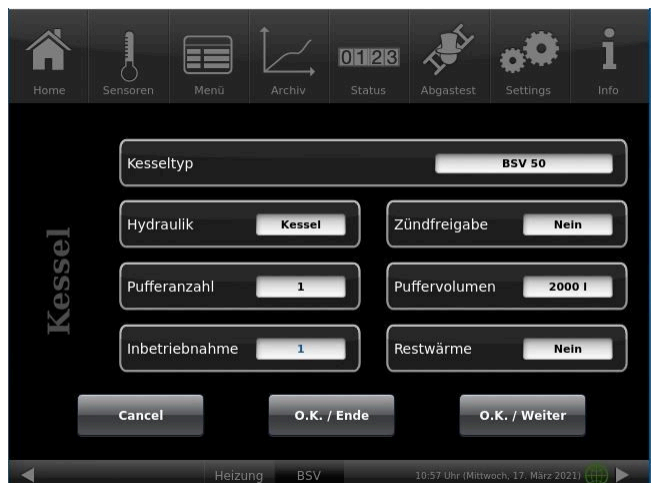 0123
Home Sensoren Menü Archiv Status Abgastest Settings Info
Kessel
Kesseltyp BSV 50
Hydraulik Kessel Zündfreigabe Nein
Pufferanzahl 1 Puffervolumen 2000 l
Inbetriebnahme 1 Restwärme Nein
Cancel O.K. / Ende O.K. / Weiter
Heizung BSV 10:57 Uhr (Mittwoch, 17. März 2021)